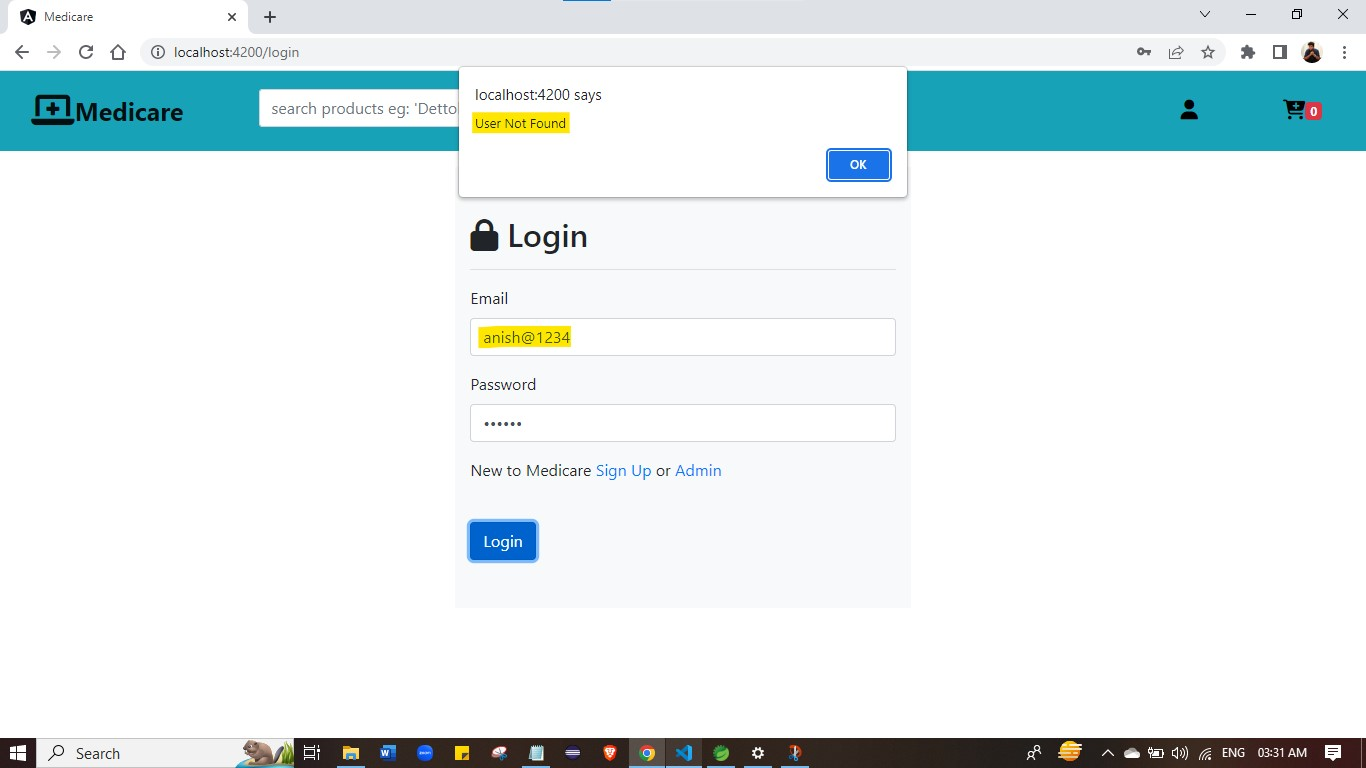 Medicare
localhost:4200/login
Medicare
search products eg: 'Detto
0
localhost:4200 says
User Not Found
OK
Login
Email
anish@1234
Password
••••••
New to Medicare Sign Up or Admin
Login
Search
ENG 03:31 AM